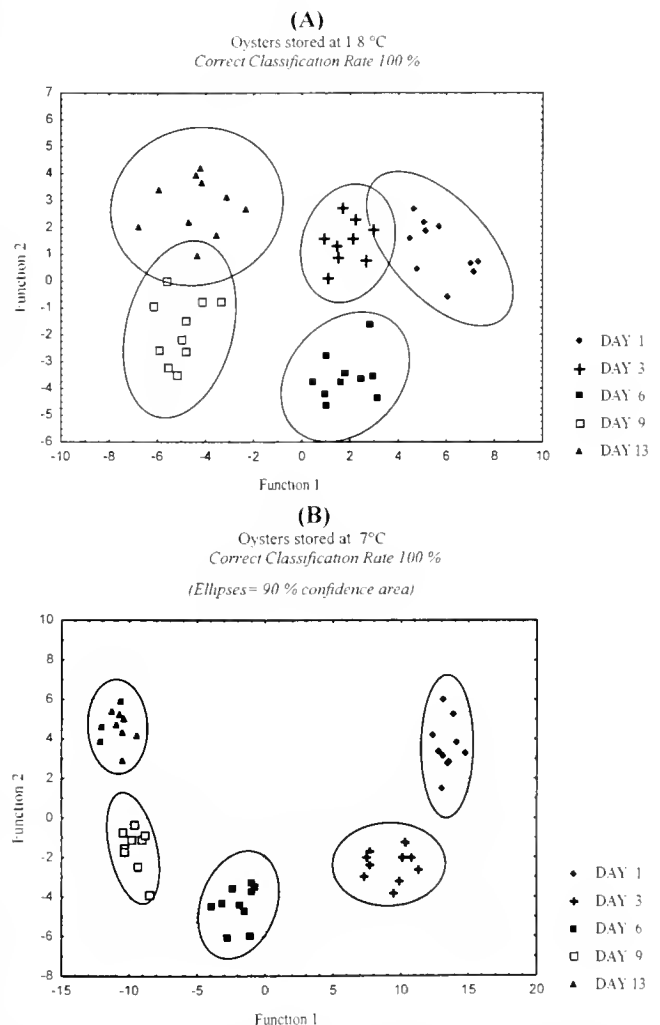 (A)
Oysters stored at 1 8 °C
Correct Classification Rate 100 %
7
6
5
4
3
2
1
0
-1
-2
-3
-4
-5
-6
Function 2
-10 -8 -6 -4 -2 0 2 4 6 8 10
Function 1
DAY 1
DAY 3
DAY 6
DAY 9
DAY 13
(B)
Oysters stored at 7°C
Correct Classification Rate 100 %
(Ellipses= 90 % confidence area)
10
8
6
4
2
0
-2
-4
-6
-8
Function 2
-15 -10 -5 0 5 10 15 20
Function 1
DAY 1
DAY 3
DAY 6
DAY 9
DAY 13